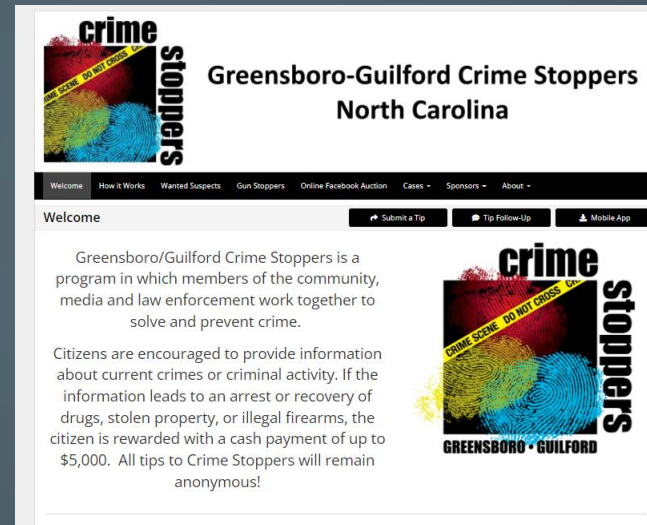 crime
stoppers
CRIME SCENE DO NOT CROSS
Greensboro-Guilford Crime Stoppers
North Carolina
Welcome How it Works Wanted Suspects Gun Stoppers Online Facebook Auction Cases Sponsors About
Welcome
Submit a Tip Tip Follow-Up Mobile App
Greensboro/Guilford Crime Stoppers is a
program in which members of the community,
media and law enforcement work together to
solve and prevent crime.
Citizens are encouraged to provide information
about current crimes or criminal activity. If the
information leads to an arrest or recovery of
drugs, stolen property, or illegal firearms, the
citizen is rewarded with a cash payment of up to
$5,000. All tips to Crime Stoppers will remain
anonymous!
crime
stoppers
CRIME SCENE DO NOT CROSS
GREENSBORO • GUILFORD